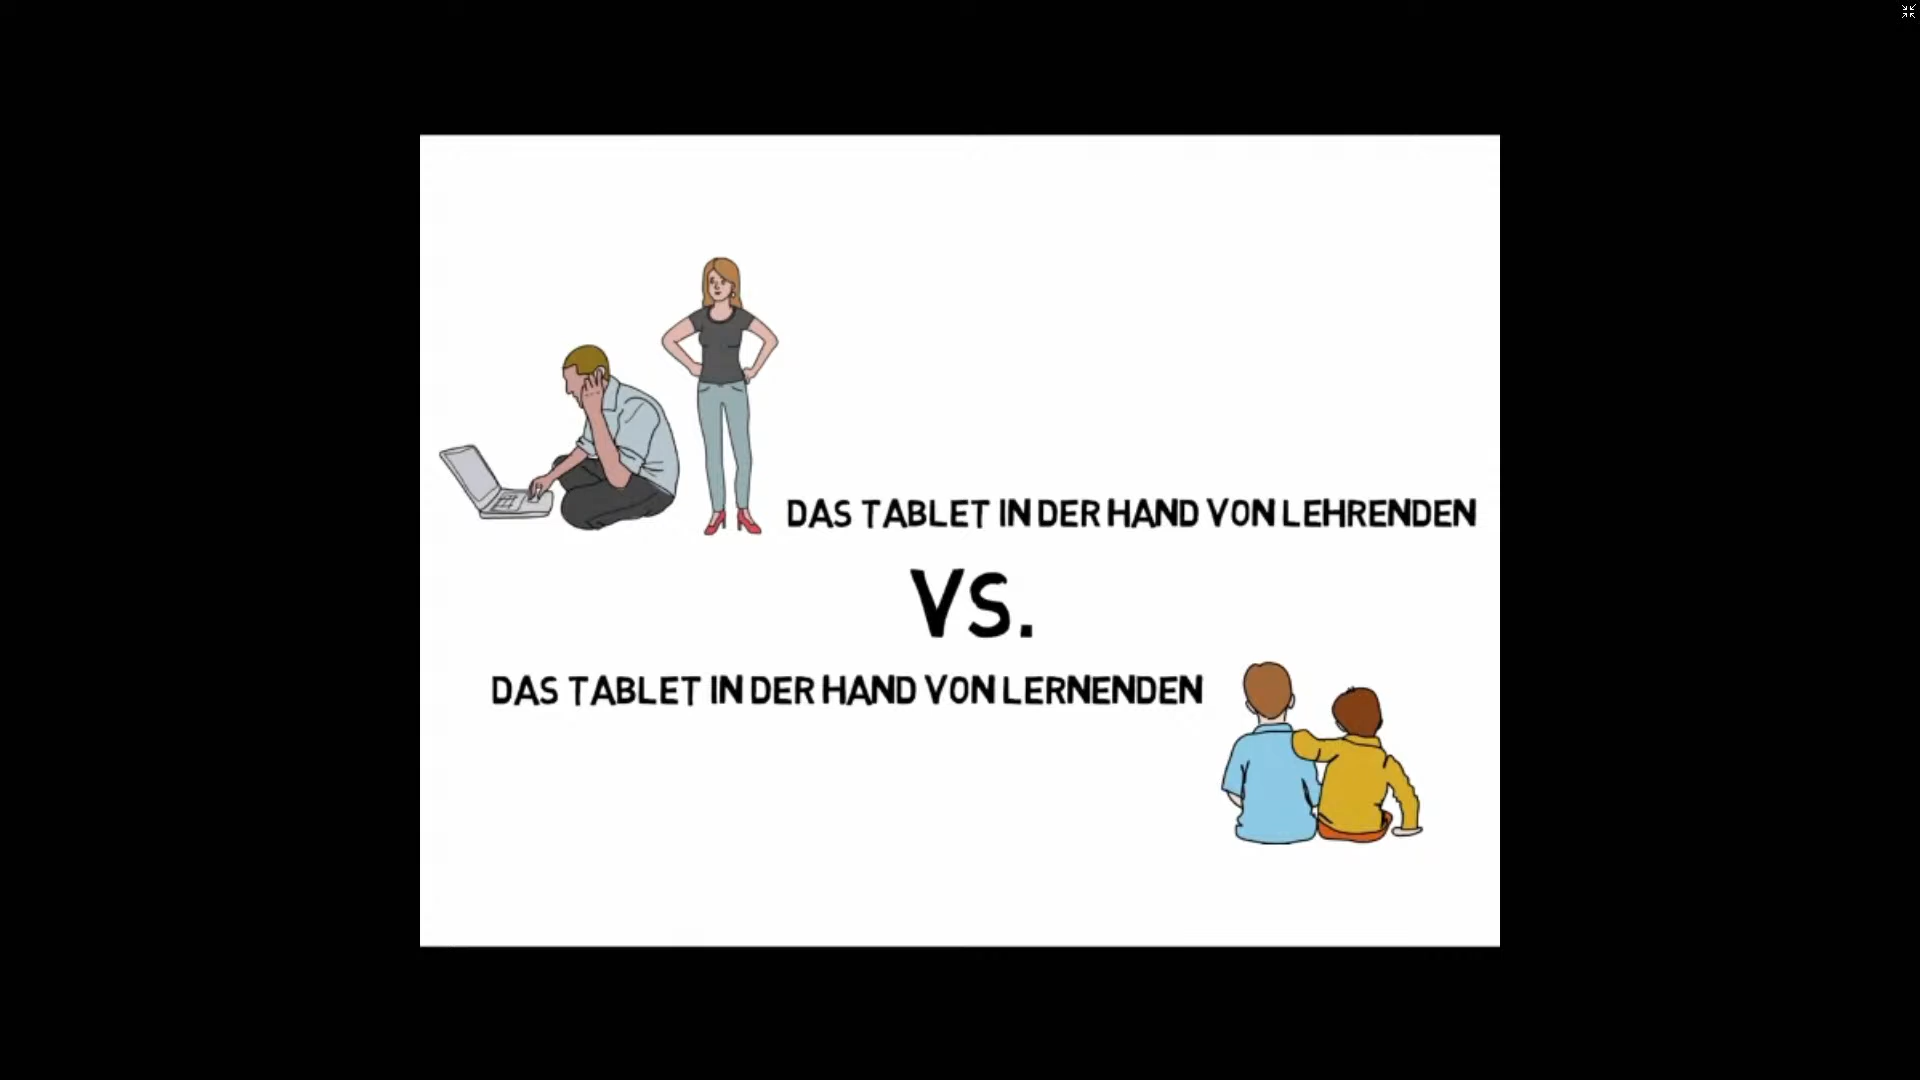 DAS TABLET IN DER HAND VON LEHRENDEN
VS.
DAS TABLET IN DER HAND VON LERNENDEN